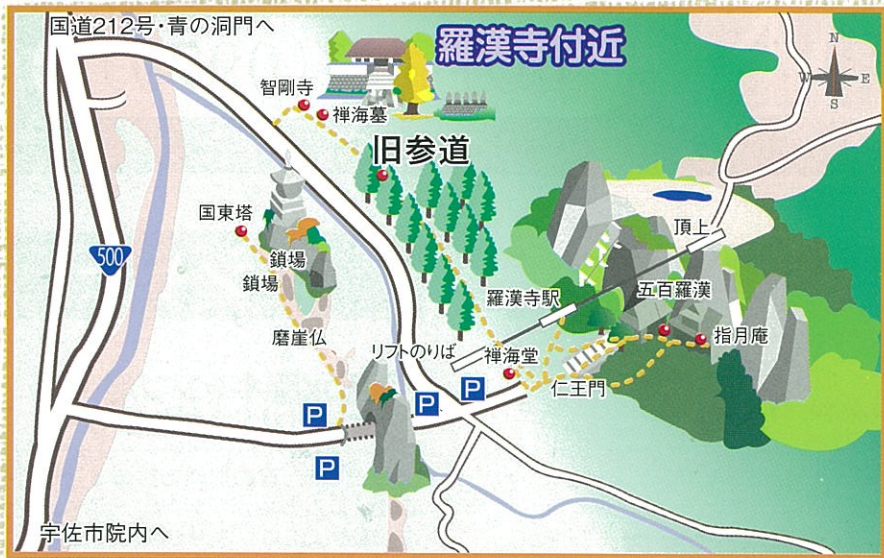 国道212号・青の洞門へ
羅漢寺付近
N
W E
S
智剛寺
禅海墓
旧参道
国東塔
頂上
500
鎖場
鎖場
羅漢寺駅
五百羅漢
磨崖仏
リフトのりば
禅海堂
指月庵
仁王門
P
P
P
P
宇佐市院内へ